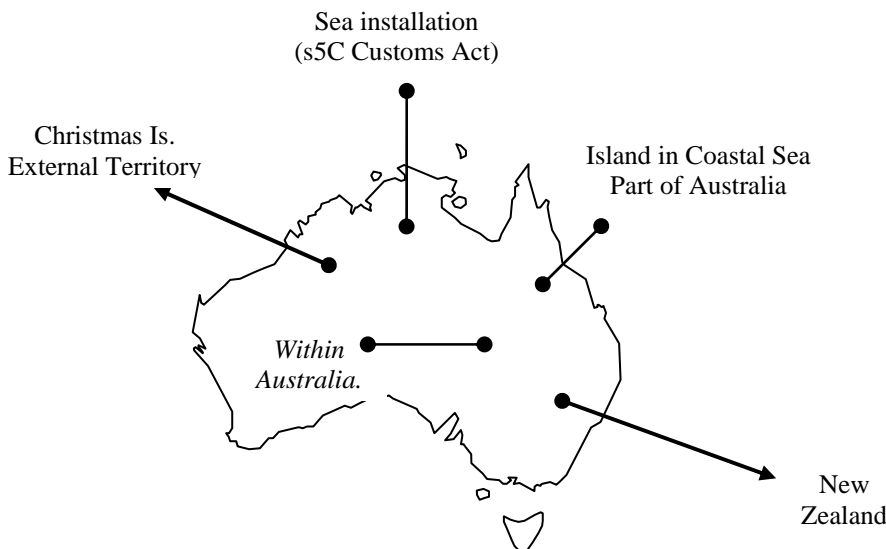 Sea installation
(s5C Customs Act)
Christmas Is.
External Territory
Island in Coastal Sea
Part of Australia
Within
Australia.
New
Zealand